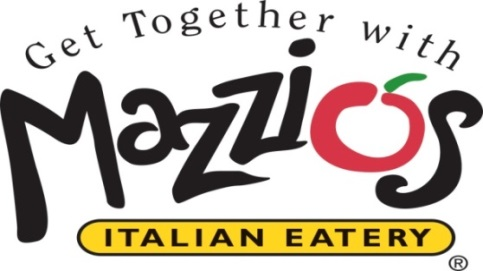 Get Together with
Mazzio's
ITALIAN EATERY
®